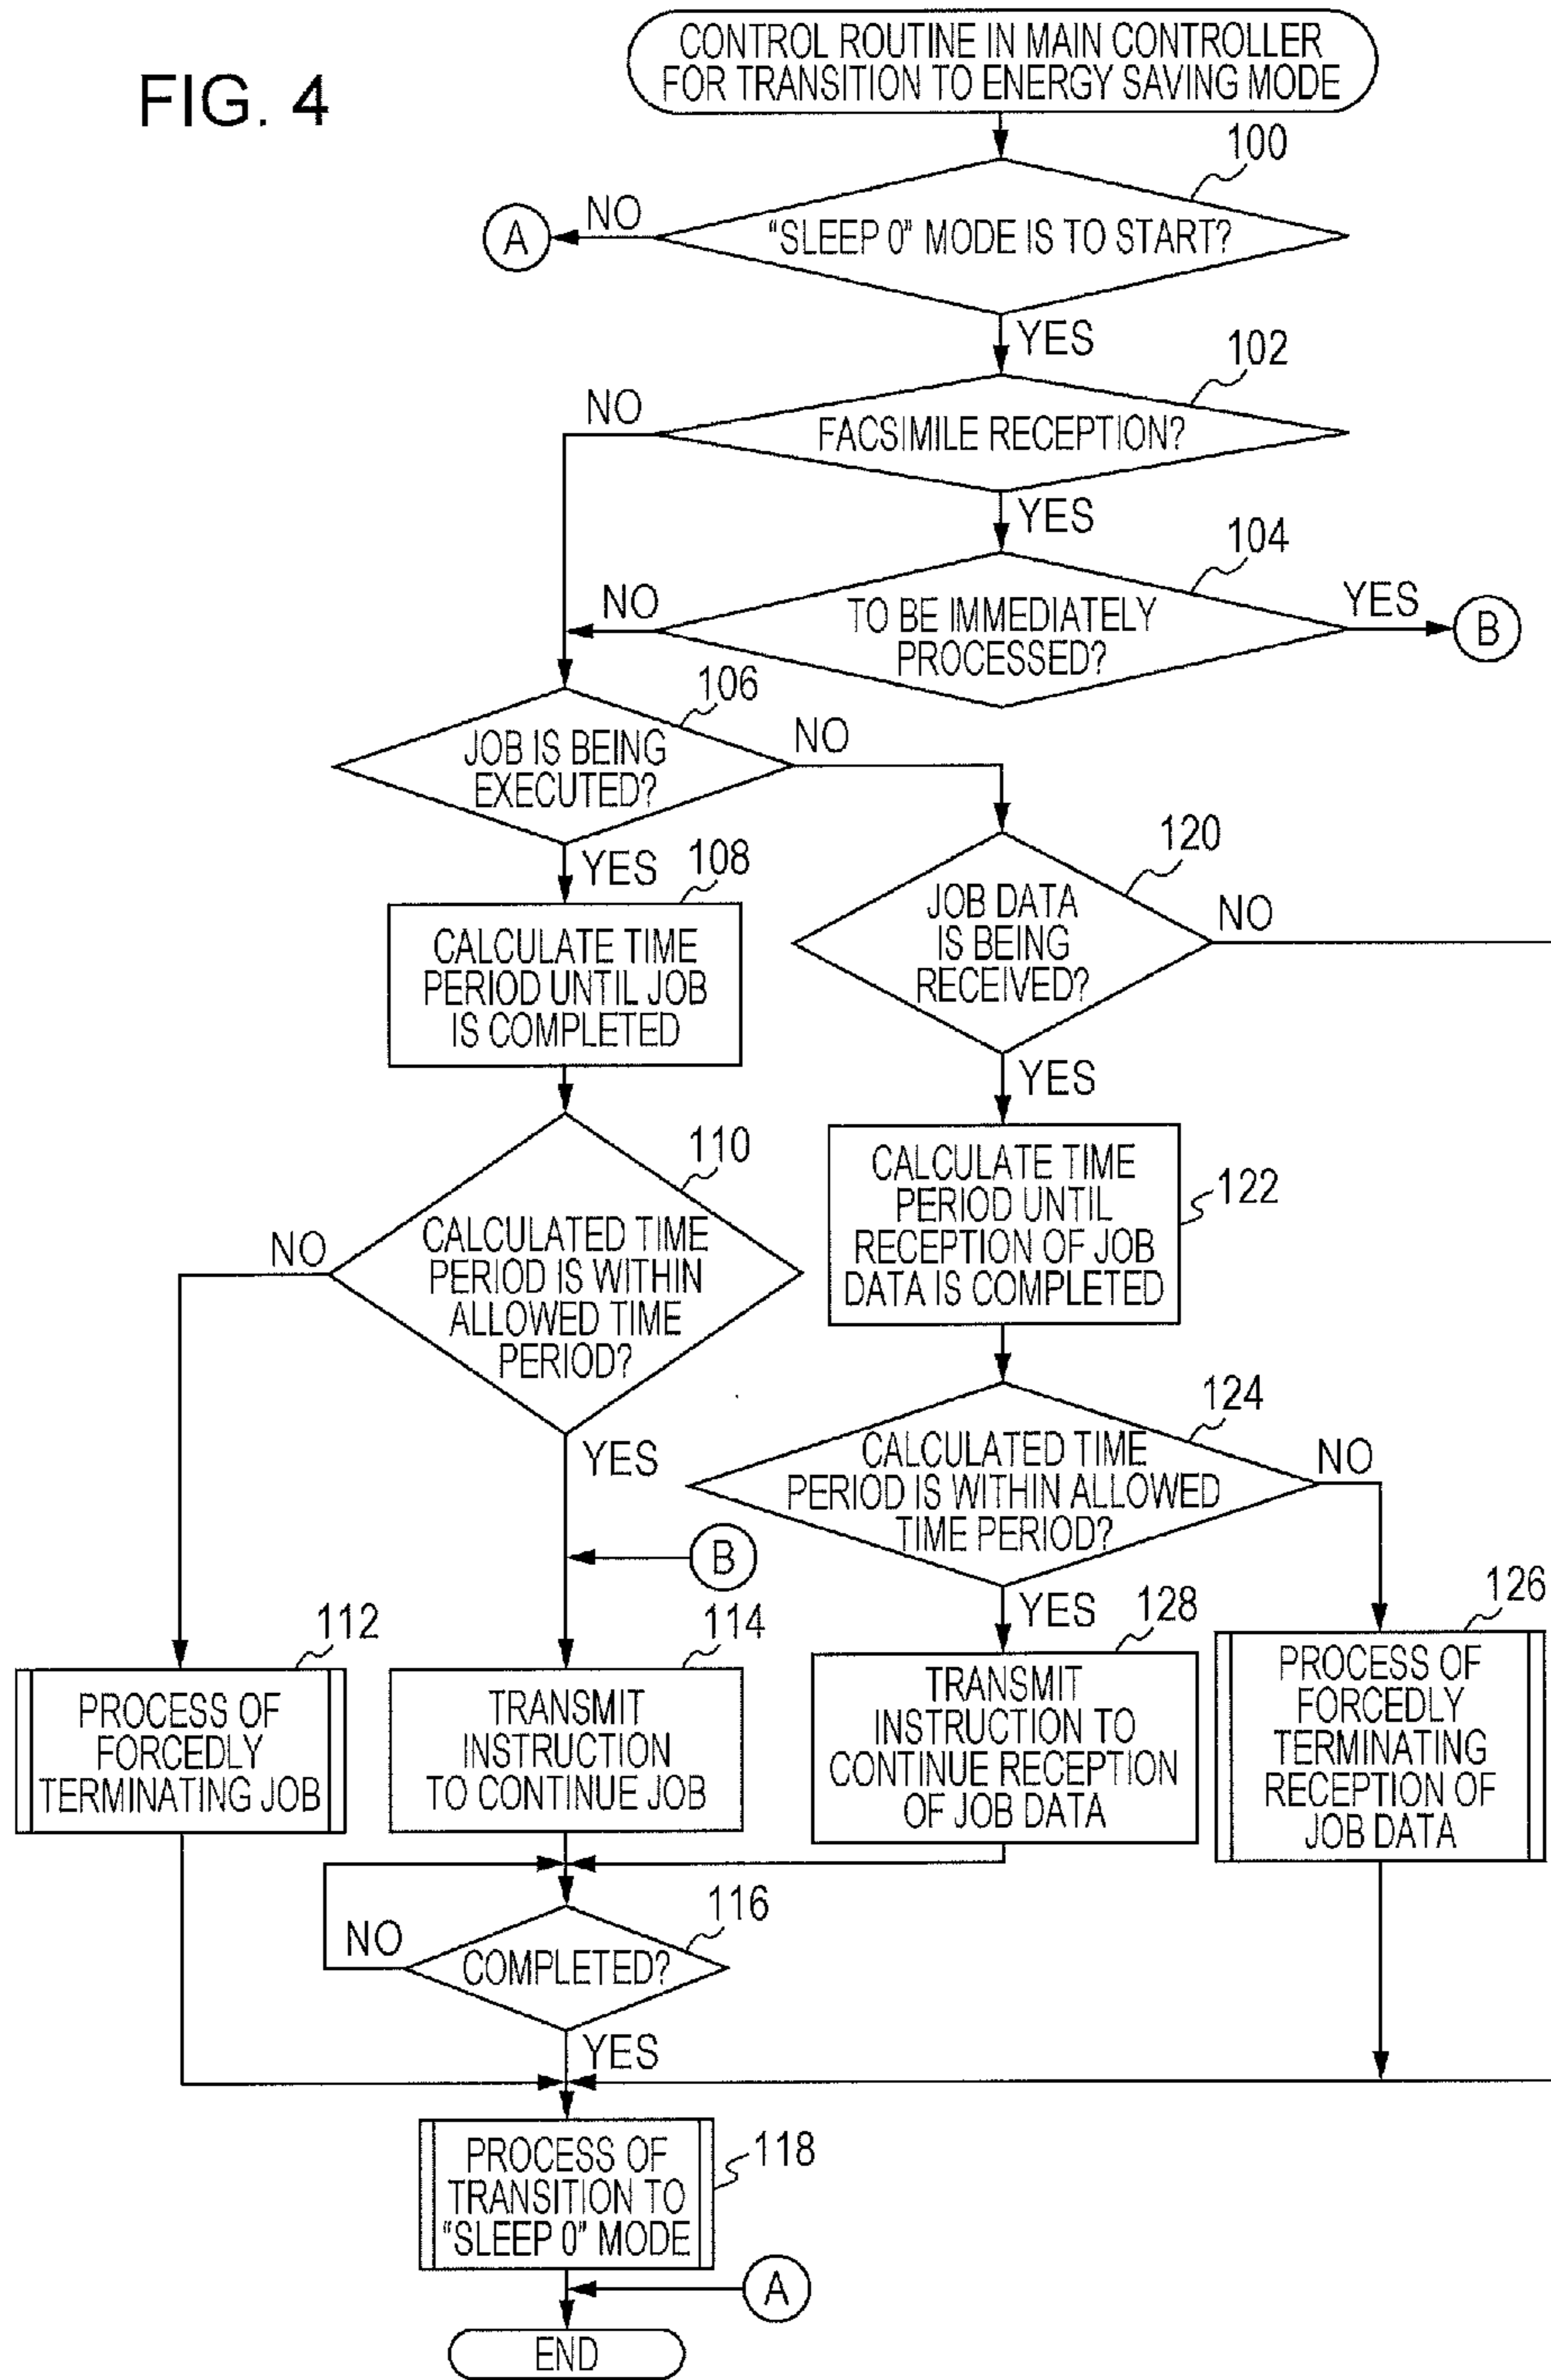 FIG. 4
CONTROL ROUTINE IN MAIN CONTROLLER
FOR TRANSITION TO ENERGY SAVING MODE
100
A
NO
“SLEEP 0” MODE IS TO START?
YES
102
NO
FACSIMILE RECEPTION?
YES
104
NO
TO BE IMMEDIATELY
PROCESSED?
YES
B
106
JOB IS BEING
EXECUTED?
NO
YES
108
CALCULATE TIME
PERIOD UNTIL JOB
IS COMPLETED
120
JOB DATA
IS BEING
RECEIVED?
NO
YES
110
CALCULATED TIME
PERIOD IS WITHIN
ALLOWED TIME
PERIOD?
NO
YES
122
CALCULATE TIME
PERIOD UNTIL
RECEPTION OF JOB
DATA IS COMPLETED
124
CALCULATED TIME
PERIOD IS WITHIN ALLOWED
TIME PERIOD?
NO
YES
B
112
PROCESS OF
FORCEDLY
TERMINATING JOB
114
TRANSMIT
INSTRUCTION
TO CONTINUE JOB
128
TRANSMIT
INSTRUCTION TO
CONTINUE RECEPTION
OF JOB DATA
126
PROCESS OF
FORCEDLY
TERMINATING
RECEPTION OF
JOB DATA
116
NO
COMPLETED?
YES
118
PROCESS OF
TRANSITION TO
“SLEEP 0” MODE
A
END